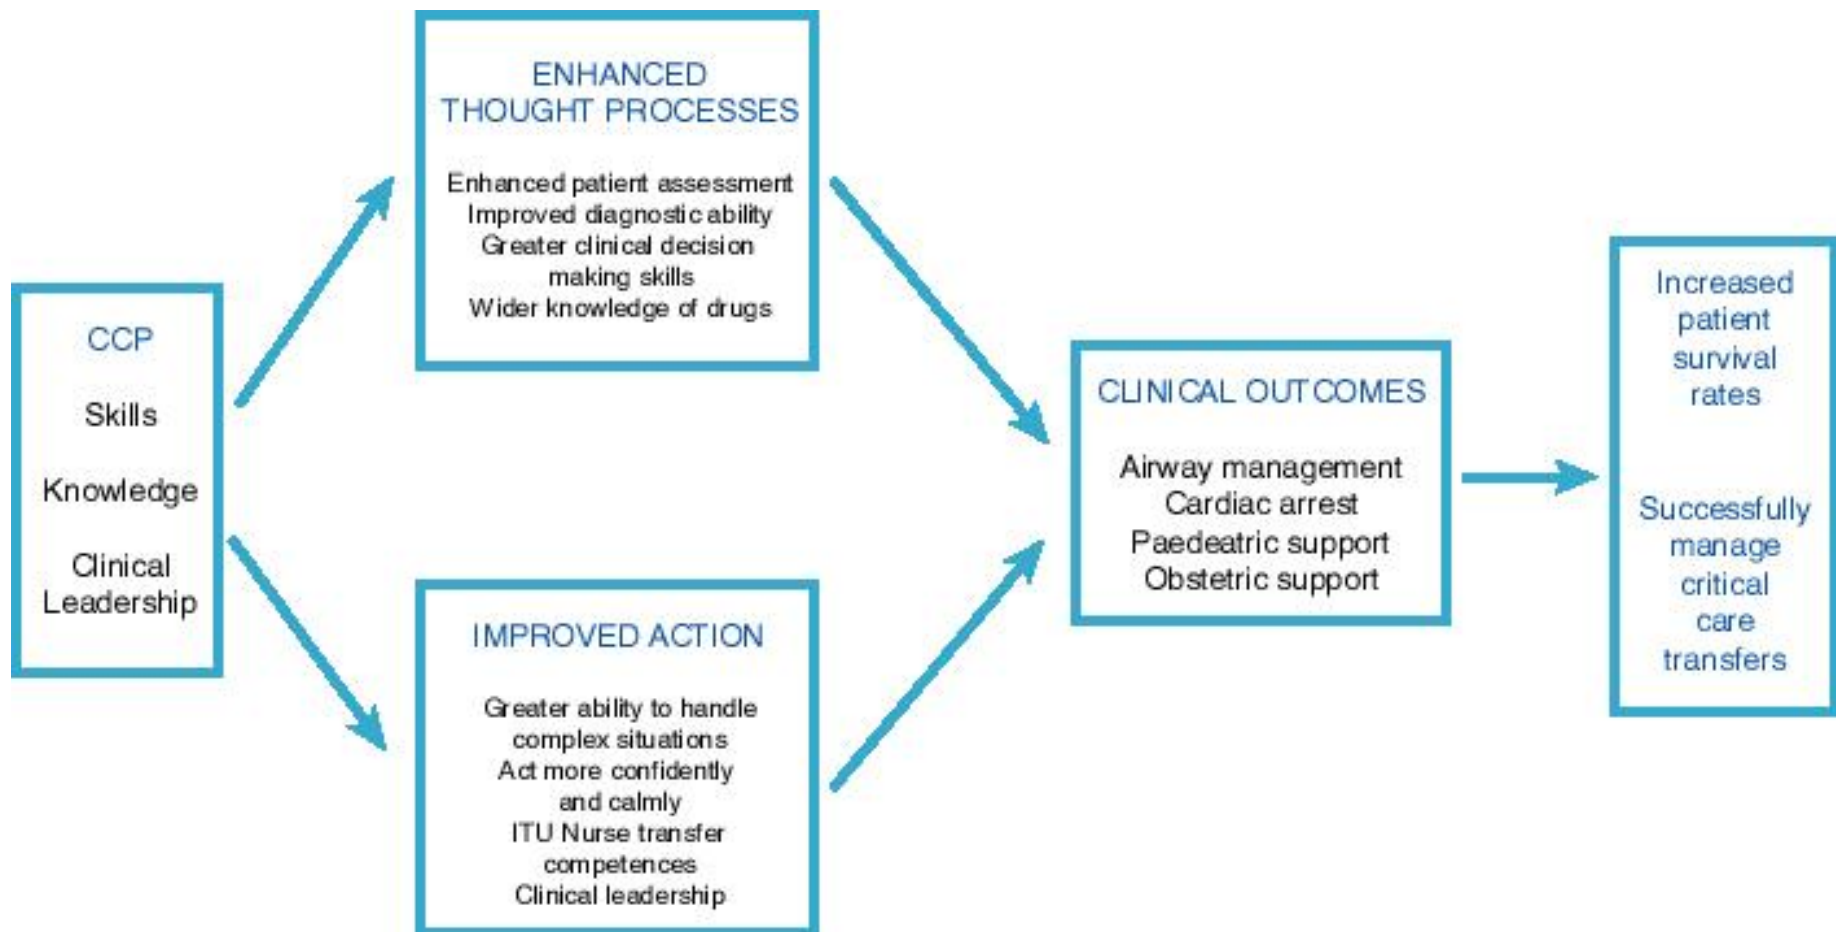 CCP
Skills
Knowledge
Clinical
Leadership
ENHANCED
THOUGHT PROCESSES
Enhanced patient assessment
Improved diagnostic ability
Greater clinical decision
making skills
Wider knowledge of drugs
IMPROVED ACTION
Greater ability to handle
complex situations
Act more confidently
and calmly
ITU Nurse transfer
competences
Clinical leadership
CLINICAL OUTCOMES
Airway management
Cardiac arrest
Paedeatric support
Obstetric support
Increased
patient
survival
rates
Successfully
manage
critical
care
transfers